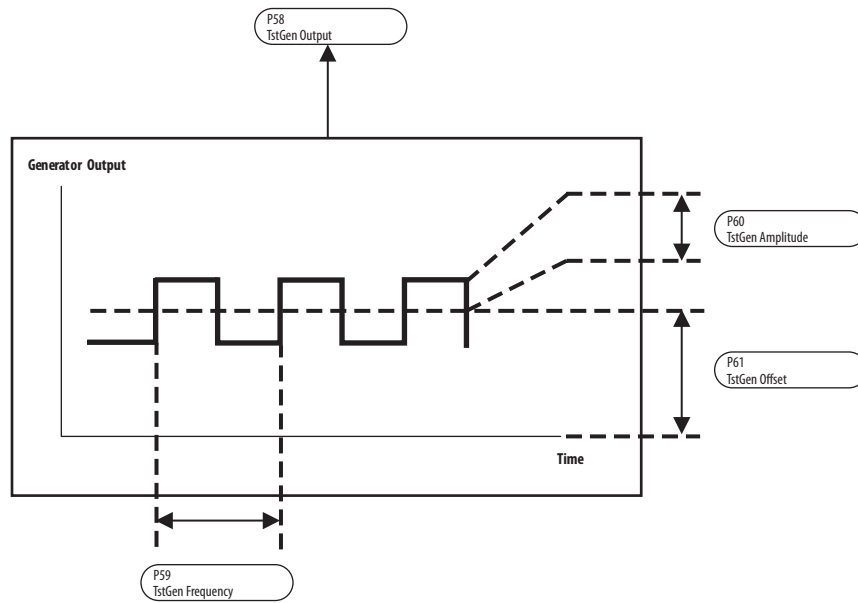 P58
TstGen Output
Generator Output
P60
TstGen Amplitude
P61
TstGen Offset
Time
P59
TstGen Frequency